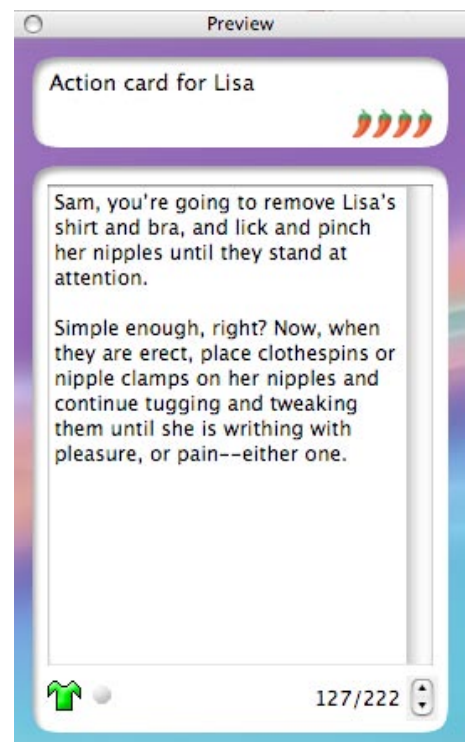 Preview
Action card for Lisa
Sam, you're going to remove Lisa's
shirt and bra, and lick and pinch
her nipples until they stand at
attention.
Simple enough, right? Now, when
they are erect, place clothespins or
nipple clamps on her nipples and
continue tugging and tweaking
them until she is writhing with
pleasure, or pain--either one.
127/222